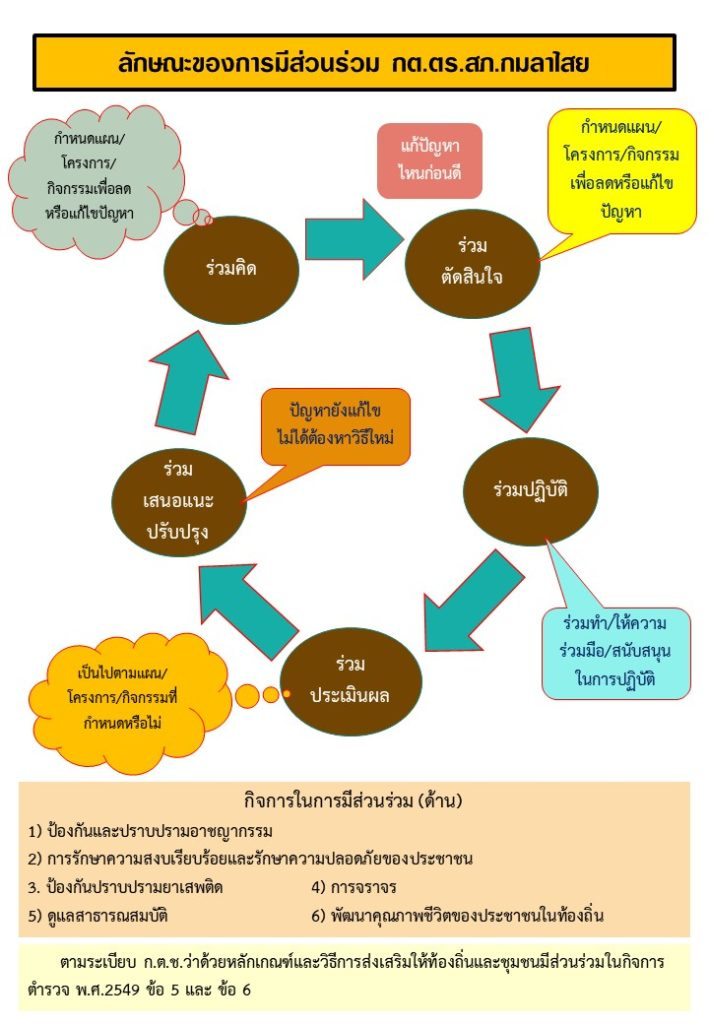 ลักษณะของการมีส่วนร่วม กต.ตร.สภ.กมลาไสย
กำหนดแผน/
โครงการ/
กิจกรรมเพื่อลด
หรือแก้ไขปัญหา
ร่วมคิด
แก้ปัญหา
ไหนก่อนดี
กำหนดแผน/
โครงการ/กิจกรรม
เพื่อลดหรือแก้ไข
ปัญหา
ร่วม
ตัดสินใจ
ร่วมปฏิบัติ
ร่วมทำ/ให้ความ
ร่วมมือ/สนับสนุน
ในการปฏิบัติ
ร่วม
ประเมินผล
เป็นไปตามแผน/
โครงการ/กิจกรรมที่
กำหนดหรือไม่
ร่วม
เสนอแนะ
ปรับปรุง
ปัญหายังแก้ไข
ไม่ได้ต้องหาวิธีใหม่
กิจการในการมีส่วนร่วม (ด้าน)
1) ป้องกันและปราบปรามอาชญากรรม
2) การรักษาความสงบเรียบร้อยและรักษาความปลอดภัยของประชาชน
3. ป้องกันปราบปรามยาเสพติด 4) การจราจร
5) ดูแลสาธารณสมบัติ 6) พัฒนาคุณภาพชีวิตของประชาชนในท้องถิ่น
ตามระเบียบ ก.ต.ช.ว่าด้วยหลักเกณฑ์และวิธีการส่งเสริมให้ท้องถิ่นและชุมชนมีส่วนร่วมในกิจการ
ตำรวจ พ.ศ.2549 ข้อ 5 และ ข้อ 6